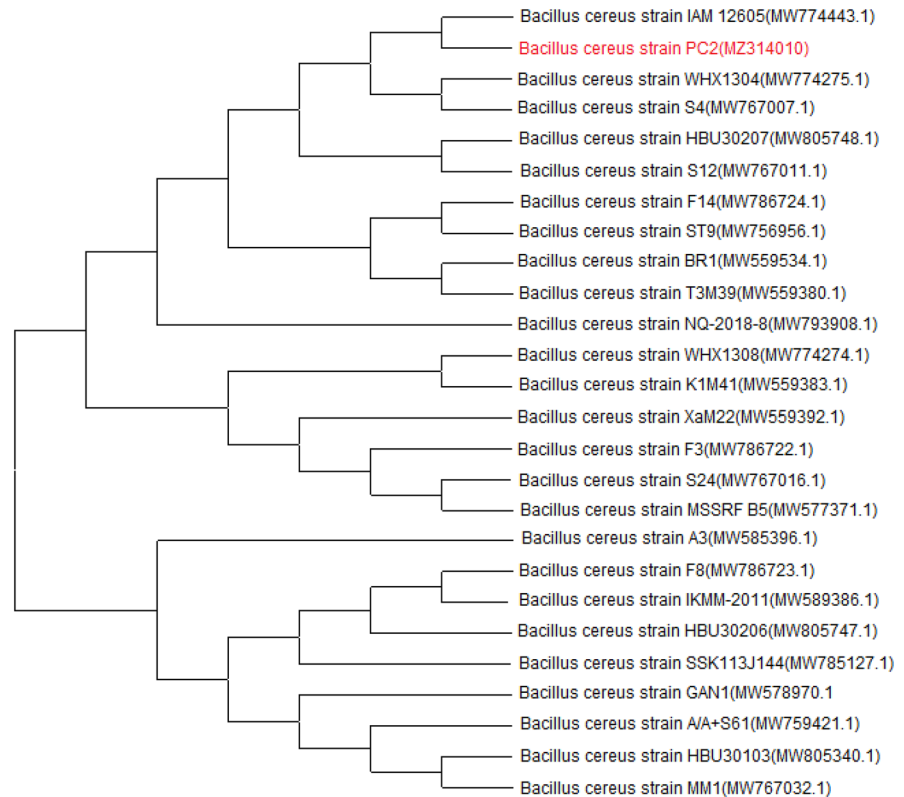 Bacillus cereus strain IAM 12605(MW774443.1)
Bacillus cereus strain PC2(MZ314010)
Bacillus cereus strain WHX1304(MW774275.1)
Bacillus cereus strain S4(MW767007.1)
Bacillus cereus strain HBU30207(MW805748.1)
Bacillus cereus strain S12(MW767011.1)
Bacillus cereus strain F14(MW786724.1)
Bacillus cereus strain ST9(MW756956.1)
Bacillus cereus strain BR1(MW559534.1)
Bacillus cereus strain T3M39(MW559380.1)
Bacillus cereus strain NQ-2018-8(MW793908.1)
Bacillus cereus strain WHX1308(MW774274.1)
Bacillus cereus strain K1M41(MW559383.1)
Bacillus cereus strain XaM22(MW559392.1)
Bacillus cereus strain F3(MW786722.1)
Bacillus cereus strain S24(MW767016.1)
Bacillus cereus strain MSSRF B5(MW577371.1)
Bacillus cereus strain A3(MW585396.1)
Bacillus cereus strain F8(MW786723.1)
Bacillus cereus strain IKMM-2011(MW589386.1)
Bacillus cereus strain HBU30206(MW805747.1)
Bacillus cereus strain SSK113J144(MW785127.1)
Bacillus cereus strain GAN1(MW578970.1
Bacillus cereus strain A/A+S61(MW759421.1)
Bacillus cereus strain HBU30103(MW805340.1)
Bacillus cereus strain MM1(MW767032.1)